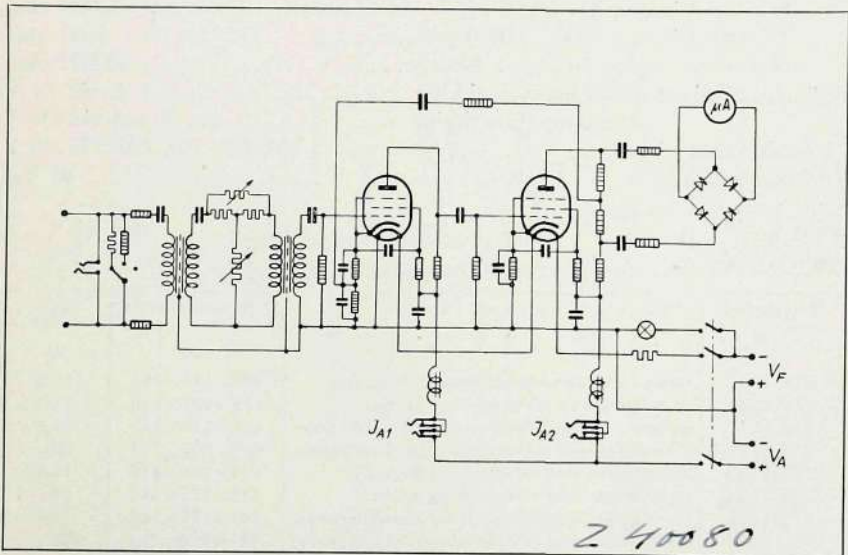 μA
J_A1
J_A2
-
V_F
+
-
V_A
+
Z 40080